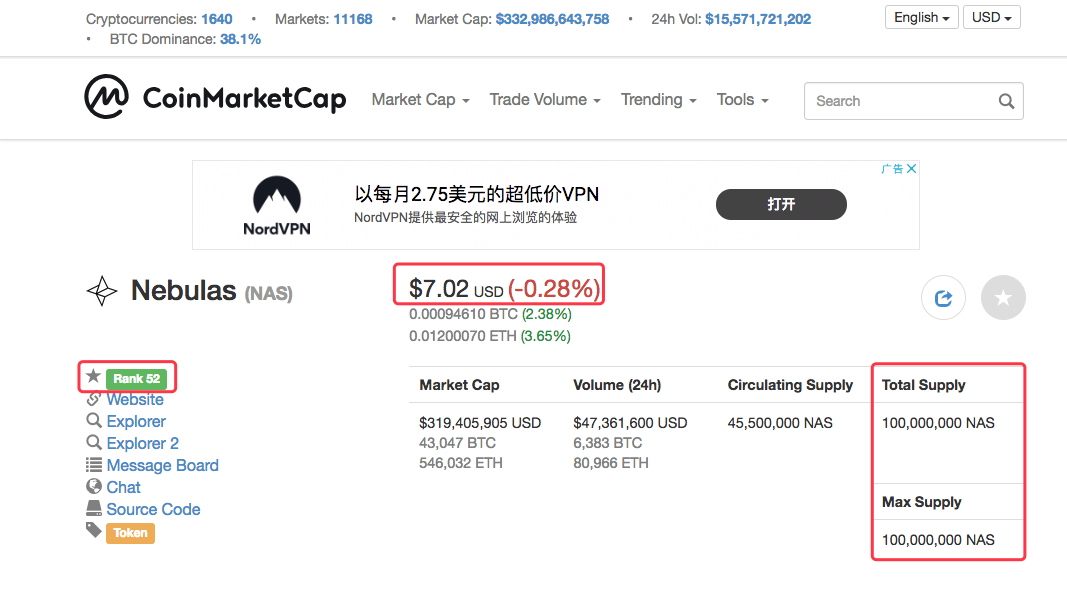 Cryptocurrencies: 1640 • Markets: 11168 • Market Cap: $332,986,643,758 • 24h Vol: $15,571,721,202
• BTC Dominance: 38.1%
English
USD
CoinMarketCap
Market Cap Trade Volume Trending Tools
Search
广告
以每月2.75美元的超低价VPN
NordVPN提供最安全的网上浏览的体验
NordVPN
打开
Nebulas (NAS)
$7.02 USD (-0.28%)
0.00094610 BTC (2.38%)
0.01200070 ETH (3.65%)
Rank 52
Website
Explorer
Explorer 2
Message Board
Chat
Source Code
Token
Market Cap Volume (24h) Circulating Supply Total Supply
$319,405,905 USD $47,361,600 USD 45,500,000 NAS 100,000,000 NAS
43,047 BTC 6,383 BTC
546,032 ETH 80,966 ETH
Max Supply
100,000,000 NAS